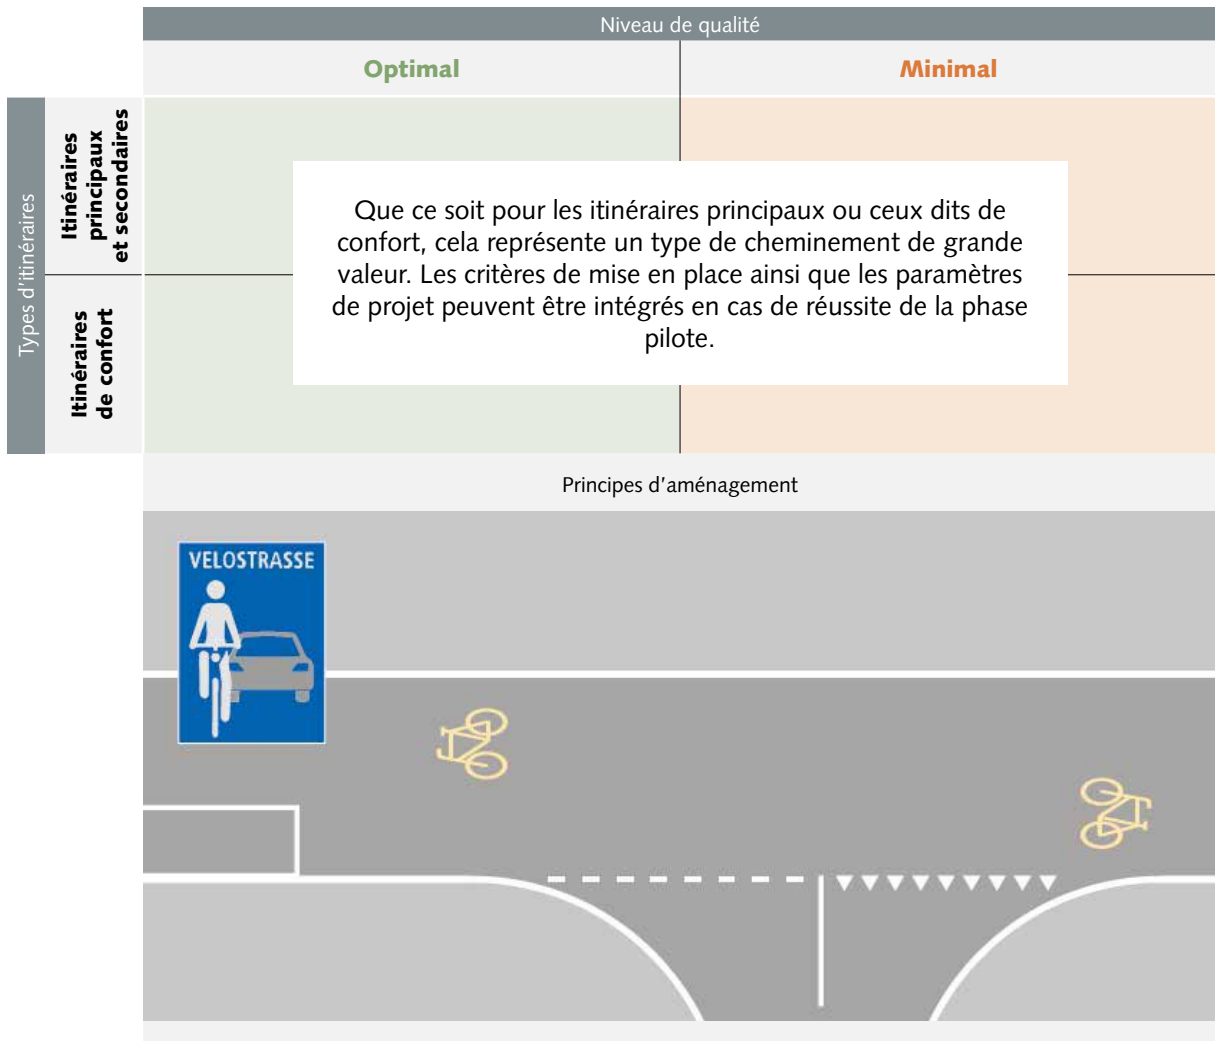 Niveau de qualité
Optimal
Minimal
Types d'itinéraires
Itinéraires
principaux
et secondaires
Itinéraires
de confort
Que ce soit pour les itinéraires principaux ou ceux dits de
confort, cela représente un type de cheminement de grande
valeur. Les critères de mise en place ainsi que les paramètres
de projet peuvent être intégrés en cas de réussite de la phase
pilote.
Principes d'aménagement
VELOSTRASSE